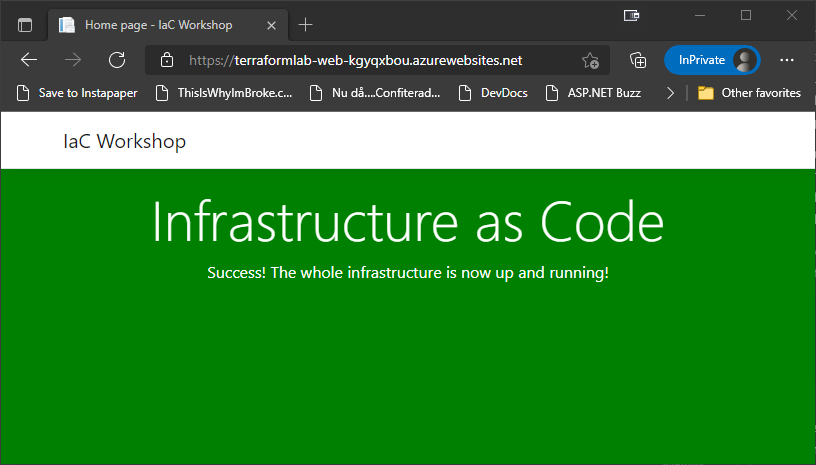 Home page - IaC Workshop
https://terraformlab-web-kgyqxbou.azurewebsites.net
InPrivate
Save to Instapaper
ThisIsWhyImBroke.c...
Nu då....Confiterad...
DevDocs
ASP.NET Buzz
Other favorites
IaC Workshop
Infrastructure as Code
Success! The whole infrastructure is now up and running!